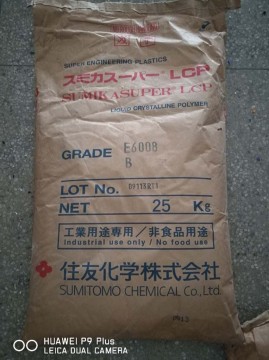 SUPER ENGINEERING PLASTICS
スミカスーパー® LCP
SUMIKASUPER® LCP
LIQUID CRYSTALLINE POLYMER
GRADE E6008
B
LOT No.
NET 25 Kg
工業用途専用/非食品用途
Industrial use only / No food use
住友化学株式会社
SUMITOMO CHEMICAL Co.,Ltd.
HUAWEI P9 Plus
LEICA DUAL CAMERA